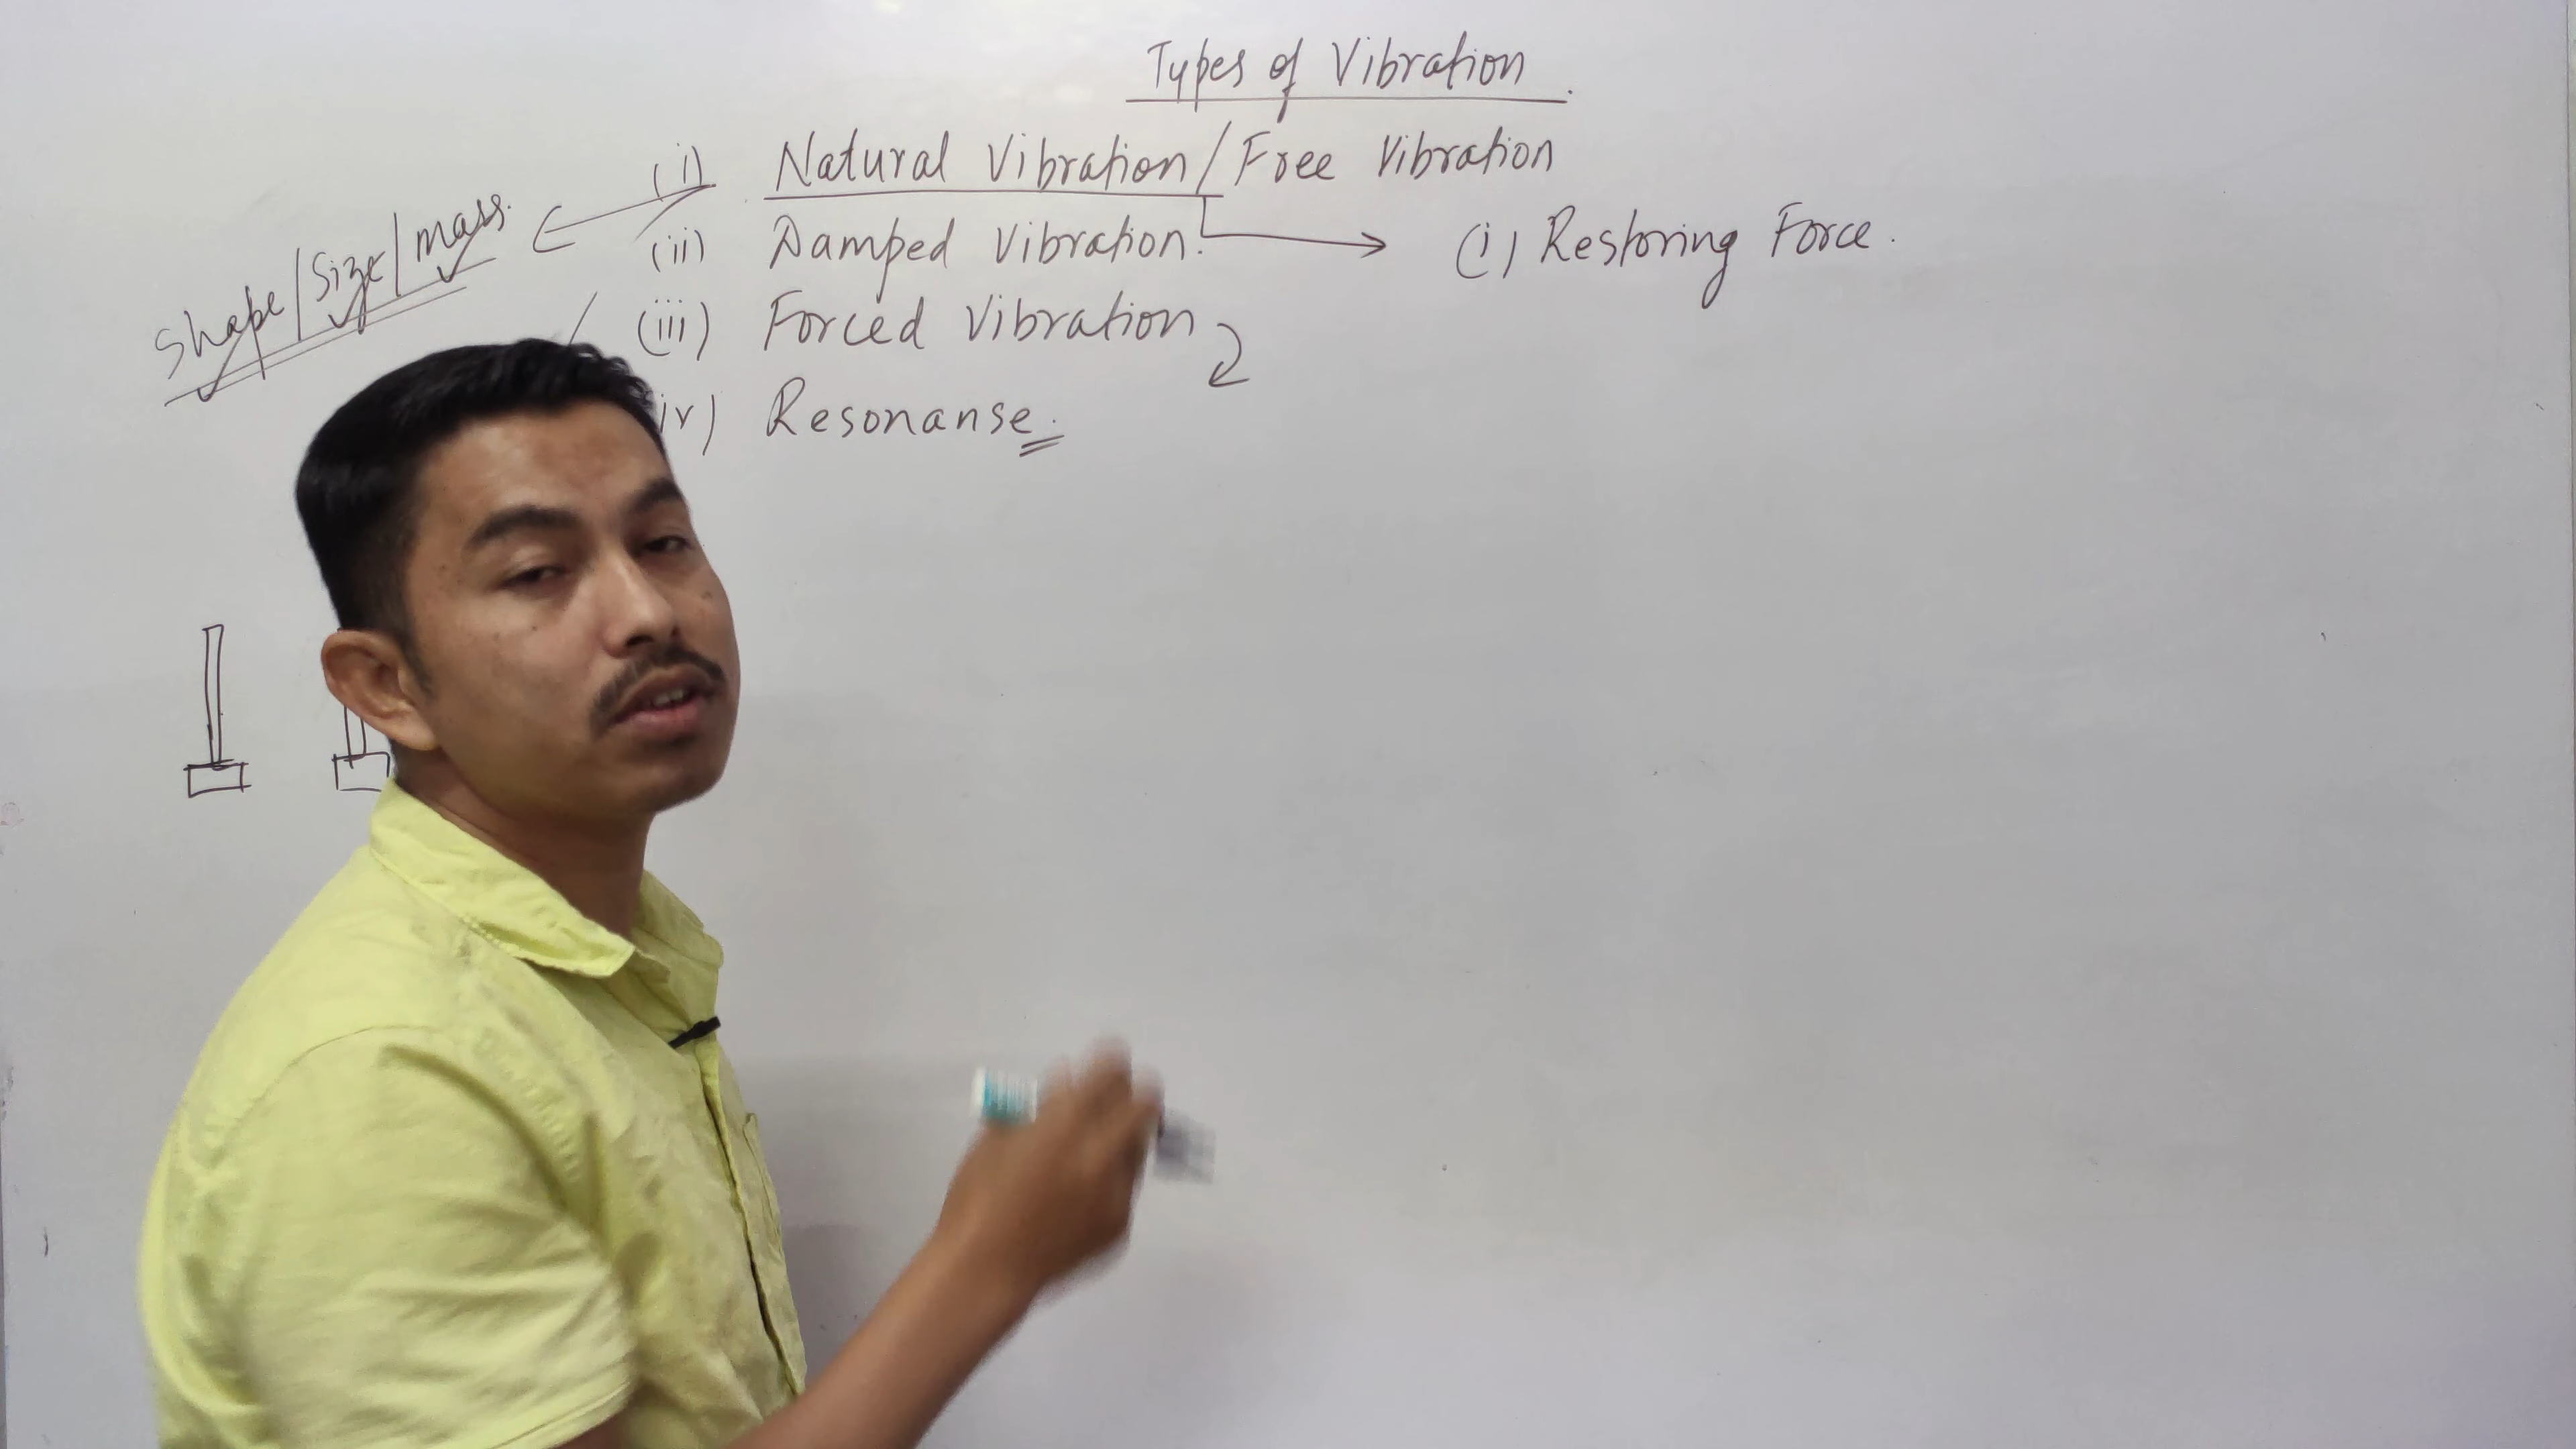 Types of Vibration.
(i) Natural Vibration/Free Vibration
Shape/Size/mass.
(ii) Damped Vibration.
(i) Restoring Force.
(iii) Forced Vibration
iv) Resonanse.